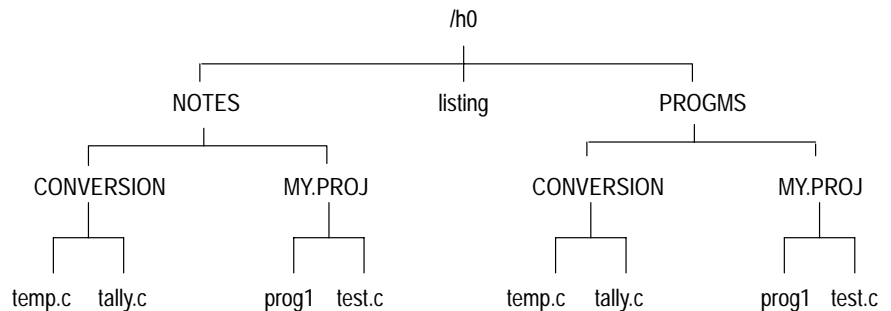 /h0
NOTES listing PROGMS
CONVERSION MY.PROJ CONVERSION MY.PROJ
temp.c tally.c prog1 test.c temp.c tally.c prog1 test.c